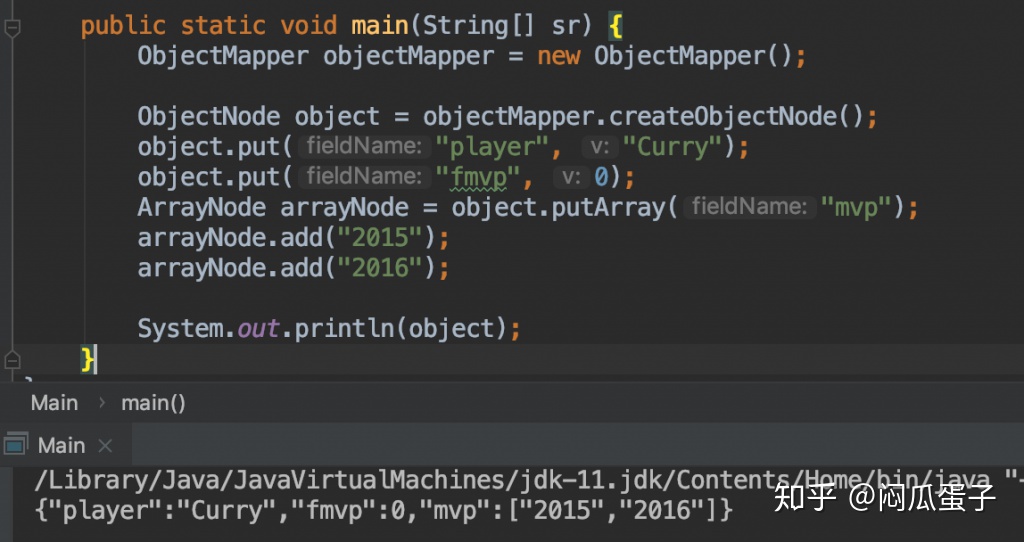 public static void main(String[] sr) {
ObjectMapper objectMapper = new ObjectMapper();
ObjectNode object = objectMapper.createObjectNode();
object.put( fieldName: "player", v: "Curry");
object.put( fieldName: "fmvp", v: 0);
ArrayNode arrayNode = object.putArray( fieldName: "mvp");
arrayNode.add("2015");
arrayNode.add("2016");
System.out.println(object);
}
Main › main()
Main ×
/Library/Java/JavaVirtualMachines/jdk-11.jdk/Contents/Home/bin/java "-
{"player":"Curry","fmvp":0,"mvp":["2015","2016"]}
知乎 @闷瓜蛋子